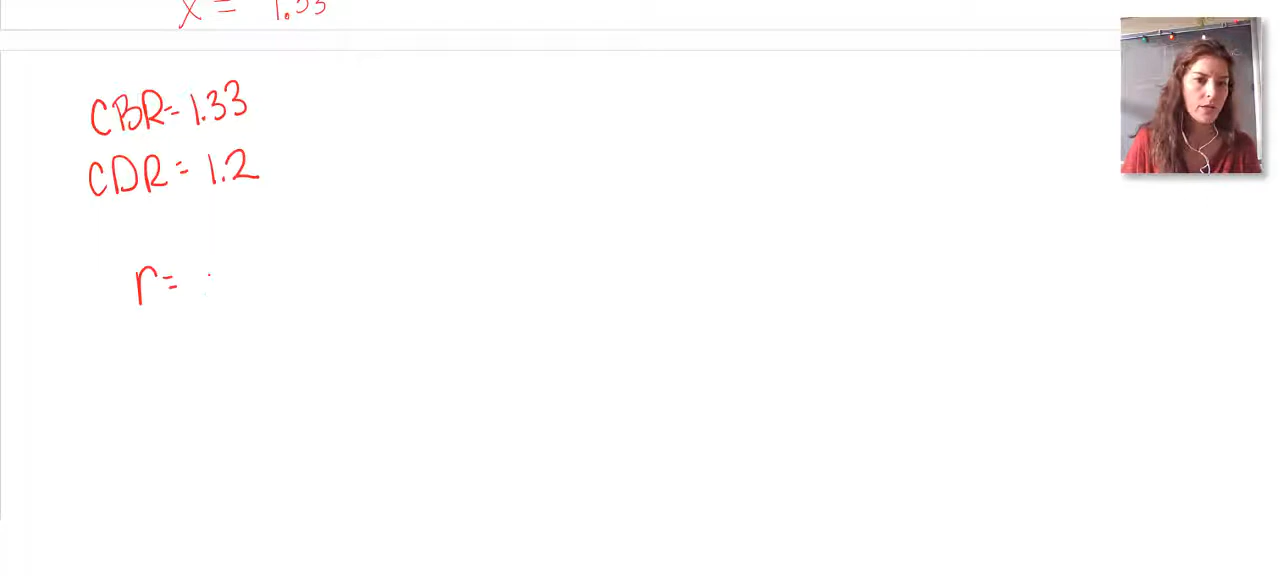 x = 1.33
CBR= 1.33
CDR = 1.2
r=